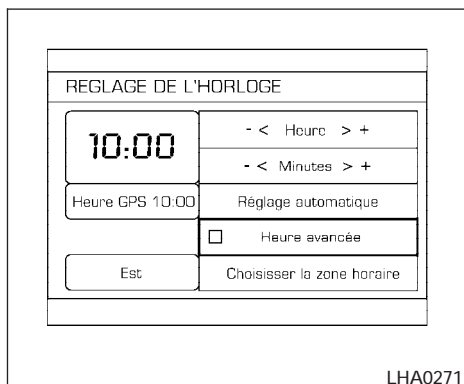 REGLAGE DE L'HORLOGE
10:00
- < Heure > +
- < Minutes > +
Heure GPS 10:00
Réglage automatique
Heure avancée
Est
Choisisser la zone horaire
LHA0271